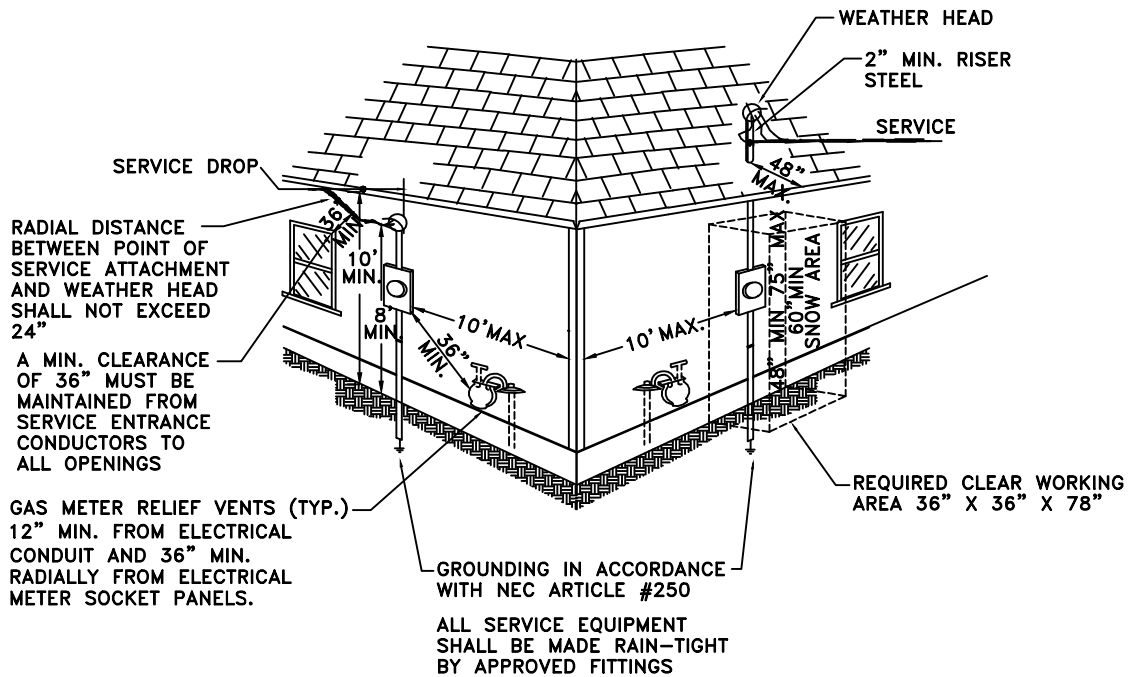 WEATHER HEAD
2” MIN. RISER
STEEL
SERVICE
48”
MAX.
SERVICE DROP
36”
MIN.
RADIAL DISTANCE
BETWEEN POINT OF
SERVICE ATTACHMENT
AND WEATHER HEAD
SHALL NOT EXCEED
24”
10'
MIN.
8'
MIN.
10'MAX
36”
MIN.
10' MAX.
48” MIN 75” MAX
60”MIN
SNOW AREA
A MIN. CLEARANCE
OF 36” MUST BE
MAINTAINED FROM
SERVICE ENTRANCE
CONDUCTORS TO
ALL OPENINGS
REQUIRED CLEAR WORKING
AREA 36” X 36” X 78”
GAS METER RELIEF VENTS (TYP.)
12” MIN. FROM ELECTRICAL
CONDUIT AND 36” MIN.
RADIALLY FROM ELECTRICAL
METER SOCKET PANELS.
GROUNDING IN ACCORDANCE
WITH NEC ARTICLE #250
ALL SERVICE EQUIPMENT
SHALL BE MADE RAIN–TIGHT
BY APPROVED FITTINGS